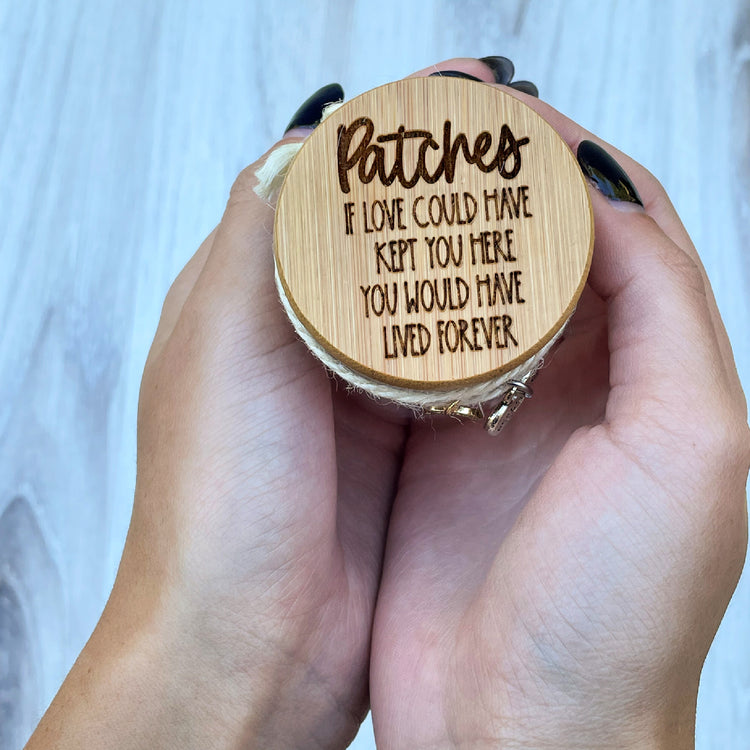 Patches
IF LOVE COULD HAVE
KEPT YOU HERE
YOU WOULD HAVE
LIVED FOREVER